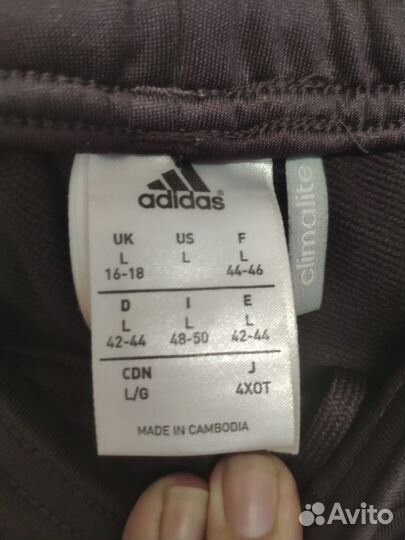 adidas
climalite
UK US F
L L L
16-18 44-46
D I E
L L L
42-44 48-50 42-44
CDN J
L/G 4XOT
MADE IN CAMBODIA
Avito